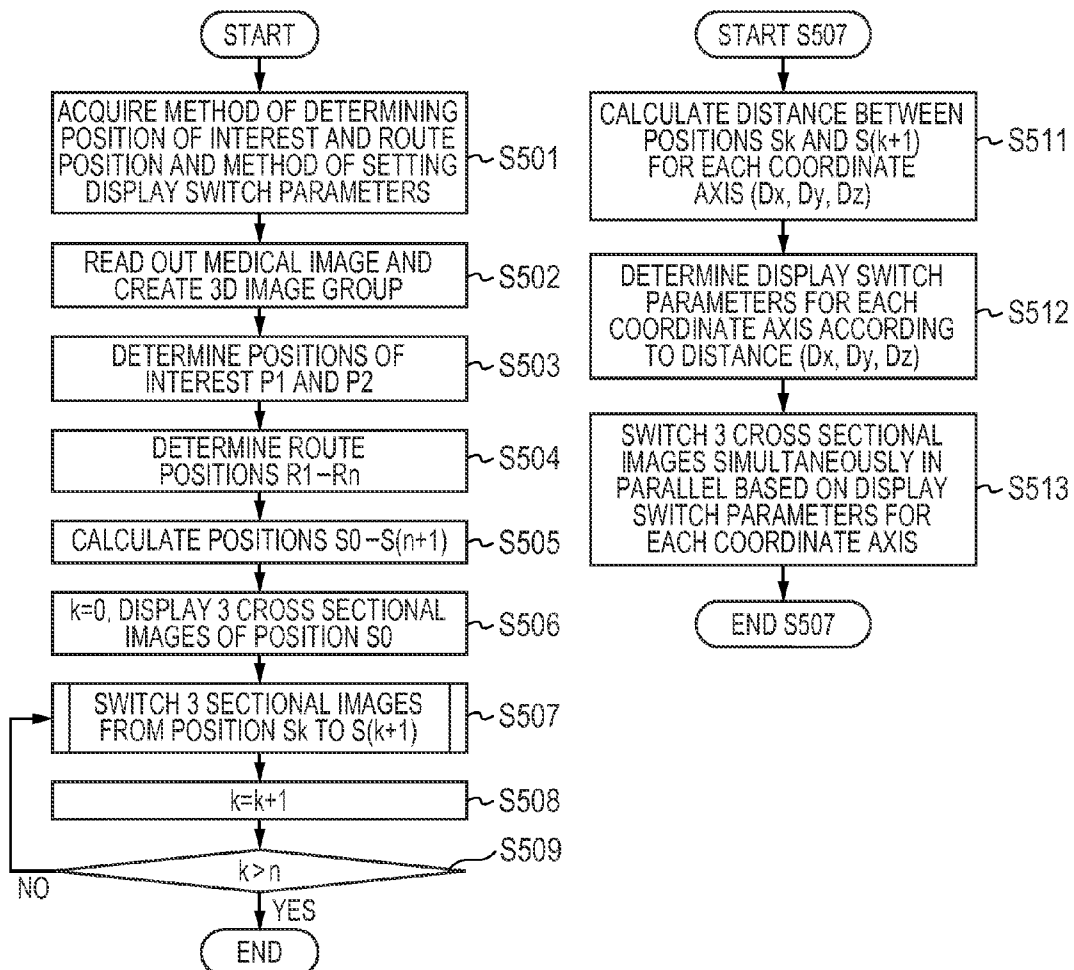 START
ACQUIRE METHOD OF DETERMINING
POSITION OF INTEREST AND ROUTE
POSITION AND METHOD OF SETTING
DISPLAY SWITCH PARAMETERS
S501
READ OUT MEDICAL IMAGE AND
CREATE 3D IMAGE GROUP
S502
DETERMINE POSITIONS OF
INTEREST P1 AND P2
S503
DETERMINE ROUTE
POSITIONS R1–Rn
S504
CALCULATE POSITIONS S0–S(n+1)
S505
k=0, DISPLAY 3 CROSS SECTIONAL
IMAGES OF POSITION S0
S506
SWITCH 3 SECTIONAL IMAGES
FROM POSITION Sk TO S(k+1)
S507
k=k+1
S508
k>n
S509
NO
YES
END
START S507
CALCULATE DISTANCE BETWEEN
POSITIONS Sk AND S(k+1)
FOR EACH COORDINATE
AXIS (Dx, Dy, Dz)
S511
DETERMINE DISPLAY SWITCH
PARAMETERS FOR EACH
COORDINATE AXIS ACCORDING
TO DISTANCE (Dx, Dy, Dz)
S512
SWITCH 3 CROSS SECTIONAL
IMAGES SIMULTANEOUSLY IN
PARALLEL BASED ON DISPLAY
SWITCH PARAMETERS FOR
EACH COORDINATE AXIS
S513
END S507